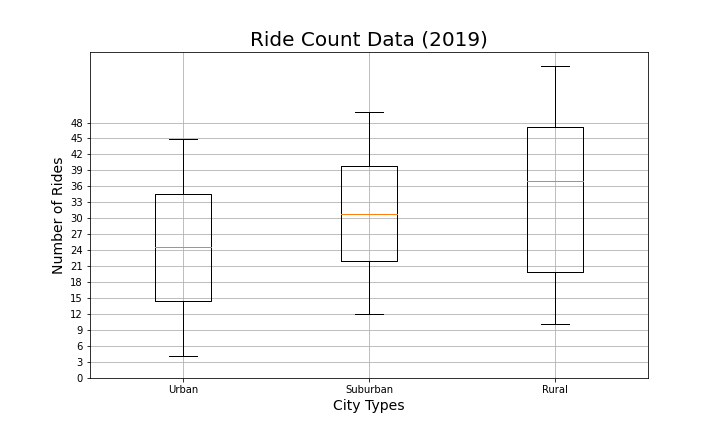 Ride Count Data (2019)
Number of Rides
48
45
42
39
36
33
30
27
24
21
18
15
12
9
6
3
0
Urban
Suburban
Rural
City Types